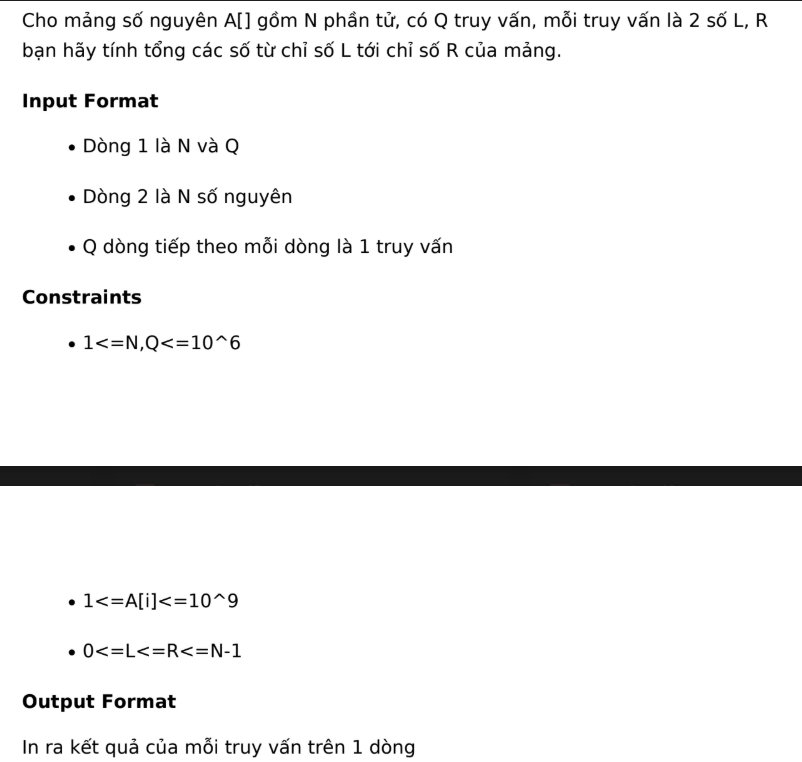 Cho mảng số nguyên A[] gồm N phần tử, có Q truy vấn, mỗi truy vấn là 2 số L, R
bạn hãy tính tổng các số từ chỉ số L tới chỉ số R của mảng.
Input Format
• Dòng 1 là N và Q
• Dòng 2 là N số nguyên
• Q dòng tiếp theo mỗi dòng là 1 truy vấn
Constraints
• 1<=N,Q<=10^6
• 1<=A[i]<=10^9
• 0<=L<=R<=N-1
Output Format
In ra kết quả của mỗi truy vấn trên 1 dòng